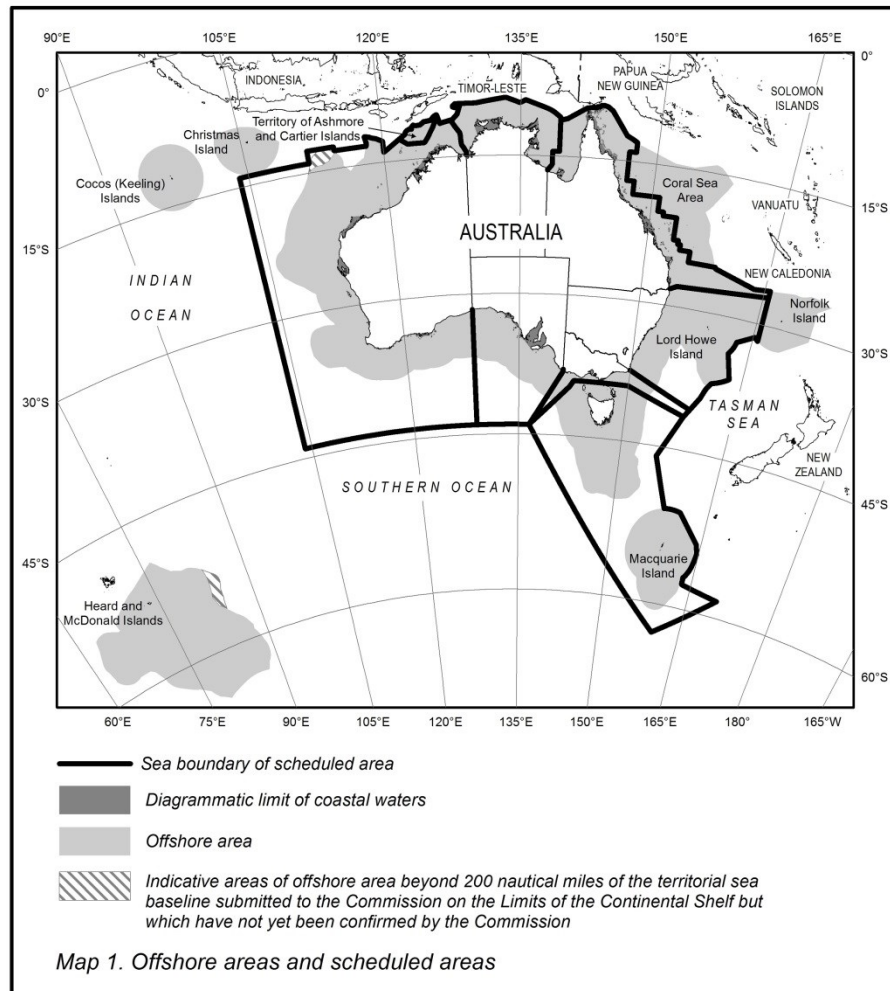 90°E
105°E
120°E
135°E
150°E
165°E
0°
0°
INDONESIA
TIMOR-LESTE
PAPUA
NEW GUINEA
SOLOMON
ISLANDS
Territory of Ashmore
and Cartier Islands
Christmas
Island
Cocos (Keeling)
Islands
Coral Sea
Area
VANUATU
15°S
15°S
AUSTRALIA
NEW CALEDONIA
INDIAN
OCEAN
Norfolk
Island
Lord Howe
Island
30°S
30°S
TASMAN
SEA
NEW
ZEALAND
SOUTHERN OCEAN
45°S
45°S
Macquarie
Island
Heard and
McDonald Islands
60°S
60°E
75°E
90°E
105°E
120°E
135°E
150°E
165°E
180°
165°W
Sea boundary of scheduled area
Diagrammatic limit of coastal waters
Offshore area
Indicative areas of offshore area beyond 200 nautical miles of the territorial sea
baseline submitted to the Commission on the Limits of the Continental Shelf but
which have not yet been confirmed by the Commission
Map 1. Offshore areas and scheduled areas